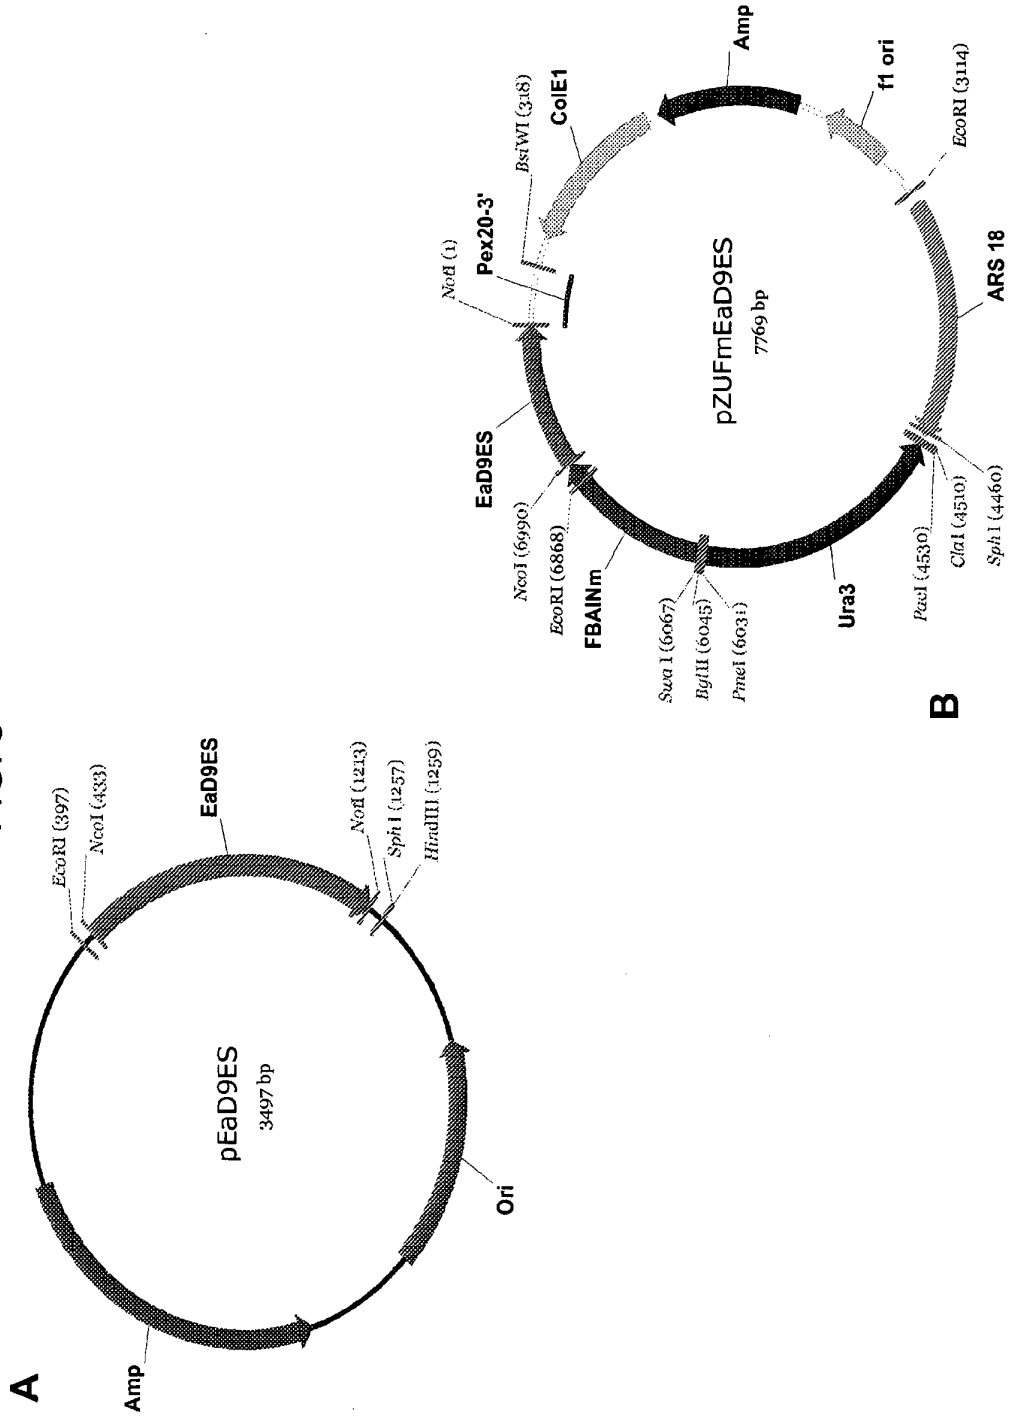 A
EcoRI (397)
NcoI (433)
EaD9ES
NotI (1213)
SphI (1257)
HindIII (1259)
pEaD9ES
3497 bp
Amp
Ori
B
NotI (1)
Pex20-3'
BsiWI (318)
ColE1
Amp
f1 ori
EcoRI (3114)
ARS 18
SphI (4460)
ClaI (4510)
PacI (4530)
Ura3
PmeI (6031)
BglII (6045)
SwaI (6067)
FBAINm
EcoRI (6868)
NcoI (6990)
EaD9ES
pZUFmEaD9ES
7769 bp